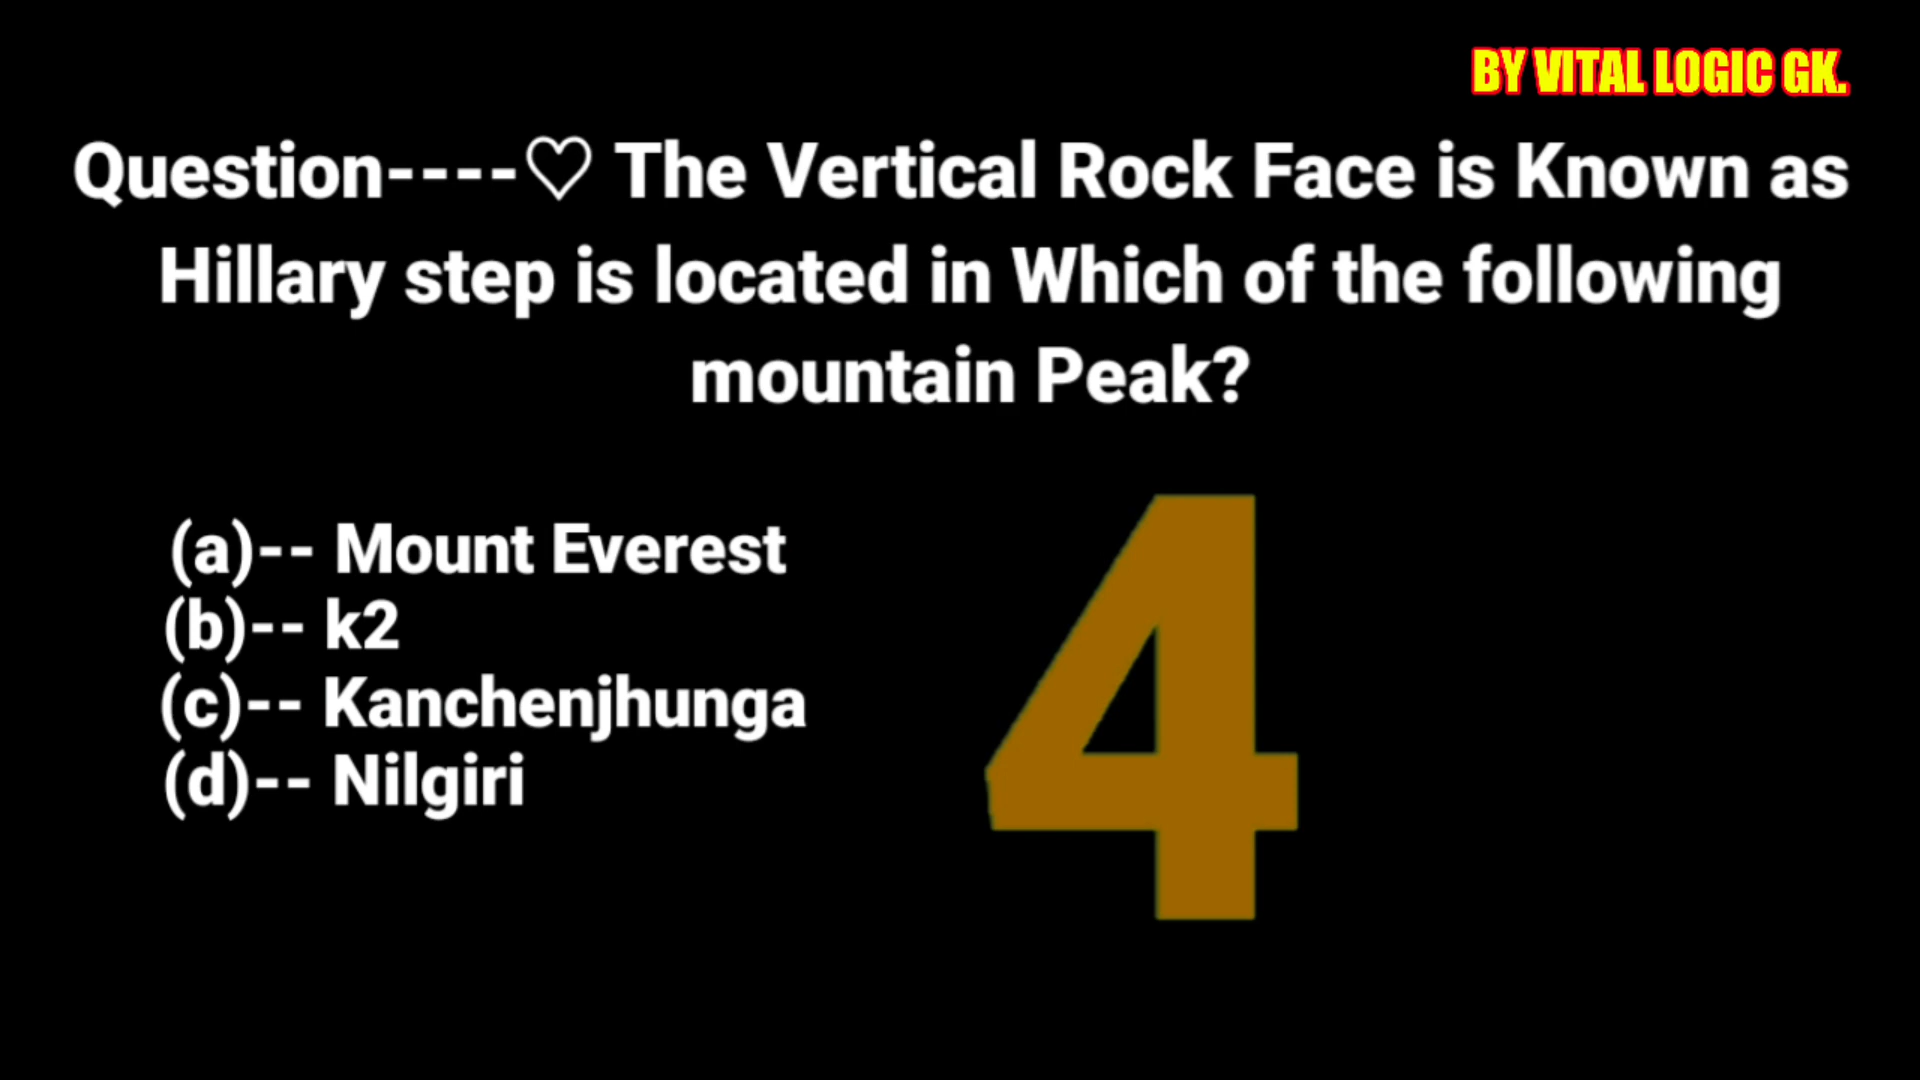 BY VITAL LOGIC GK.
Question----♡ The Vertical Rock Face is Known as
Hillary step is located in Which of the following
mountain Peak?
(a)-- Mount Everest
(b)-- k2
(c)-- Kanchenjhunga
(d)-- Nilgiri
4